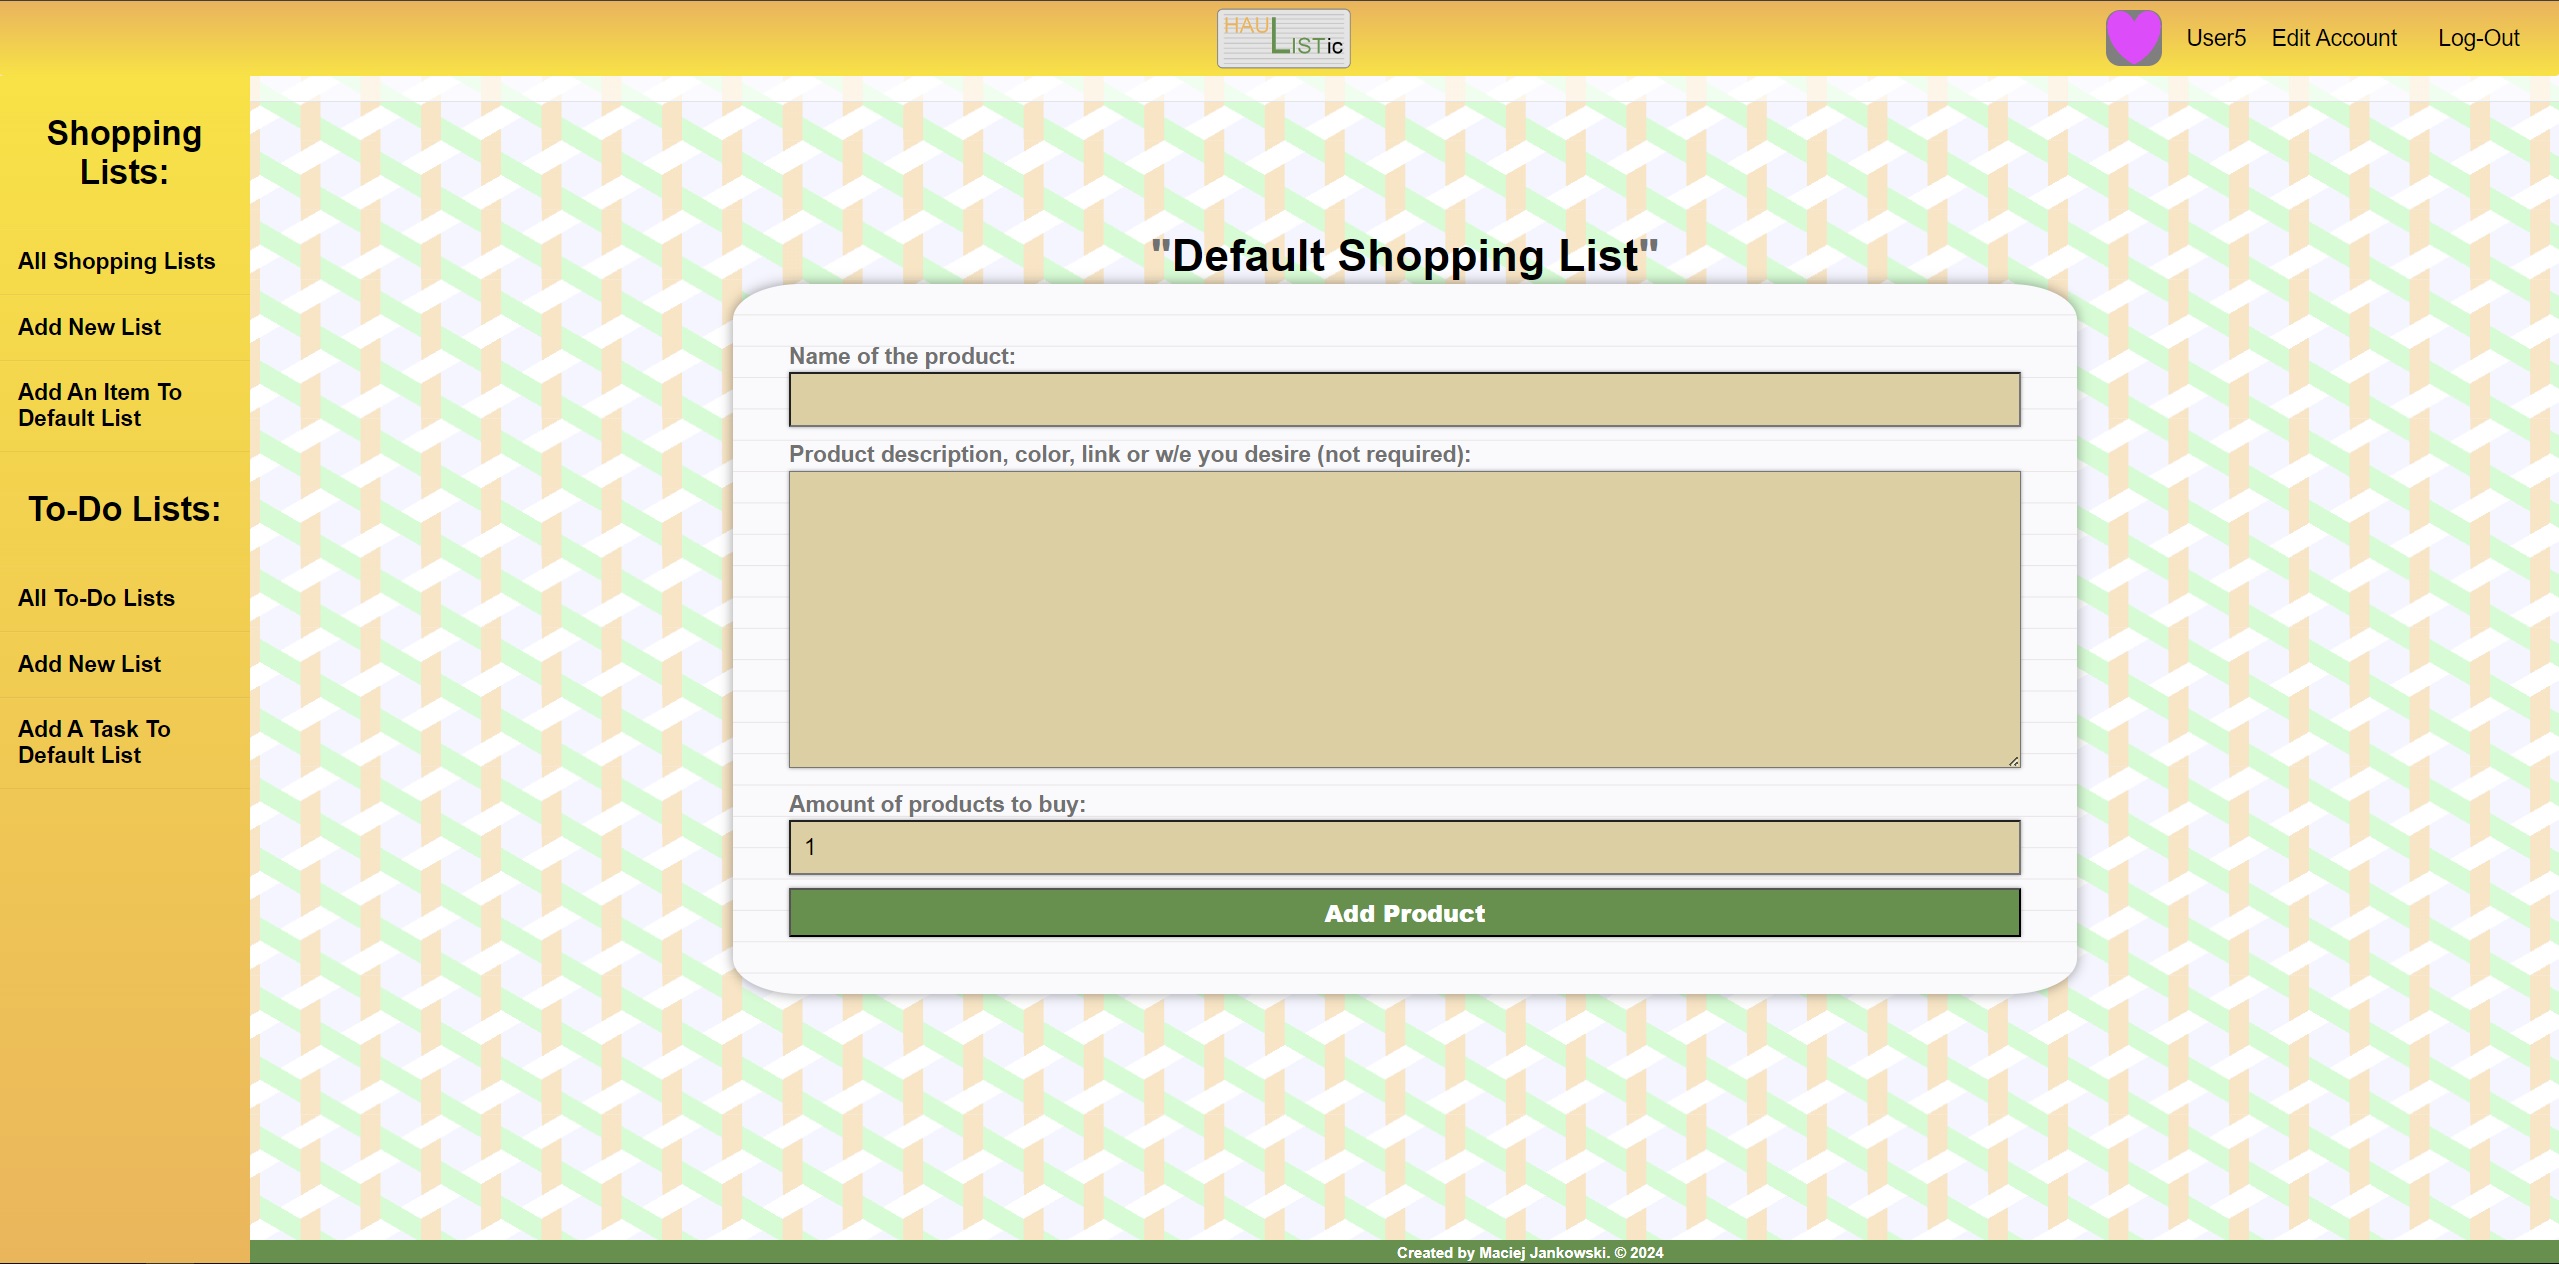 HAU
LISTic
User5
Edit Account
Log-Out
Shopping
Lists:
All Shopping Lists
Add New List
Add An Item To
Default List
To-Do Lists:
All To-Do Lists
Add New List
Add A Task To
Default List
"Default Shopping List"
Name of the product:
Product description, color, link or w/e you desire (not required):
Amount of products to buy:
1
Add Product
Created by Maciej Jankowski. © 2024